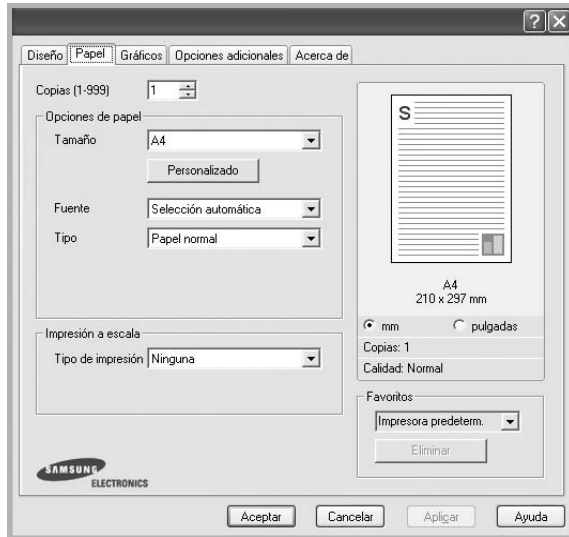 Diseño Papel Gráficos Opciones adicionales Acerca de
Copias (1-999) 1
Opciones de papel
Tamaño A4
Personalizado
Fuente Selección automática
Tipo Papel normal
Impresión a escala
Tipo de impresión Ninguna
SAMSUNG
ELECTRONICS
S
A4
210 x 297 mm
mm pulgadas
Copias: 1
Calidad: Normal
Favoritos
Impresora predeterm.
Eliminar
Aceptar Cancelar Aplicar Ayuda